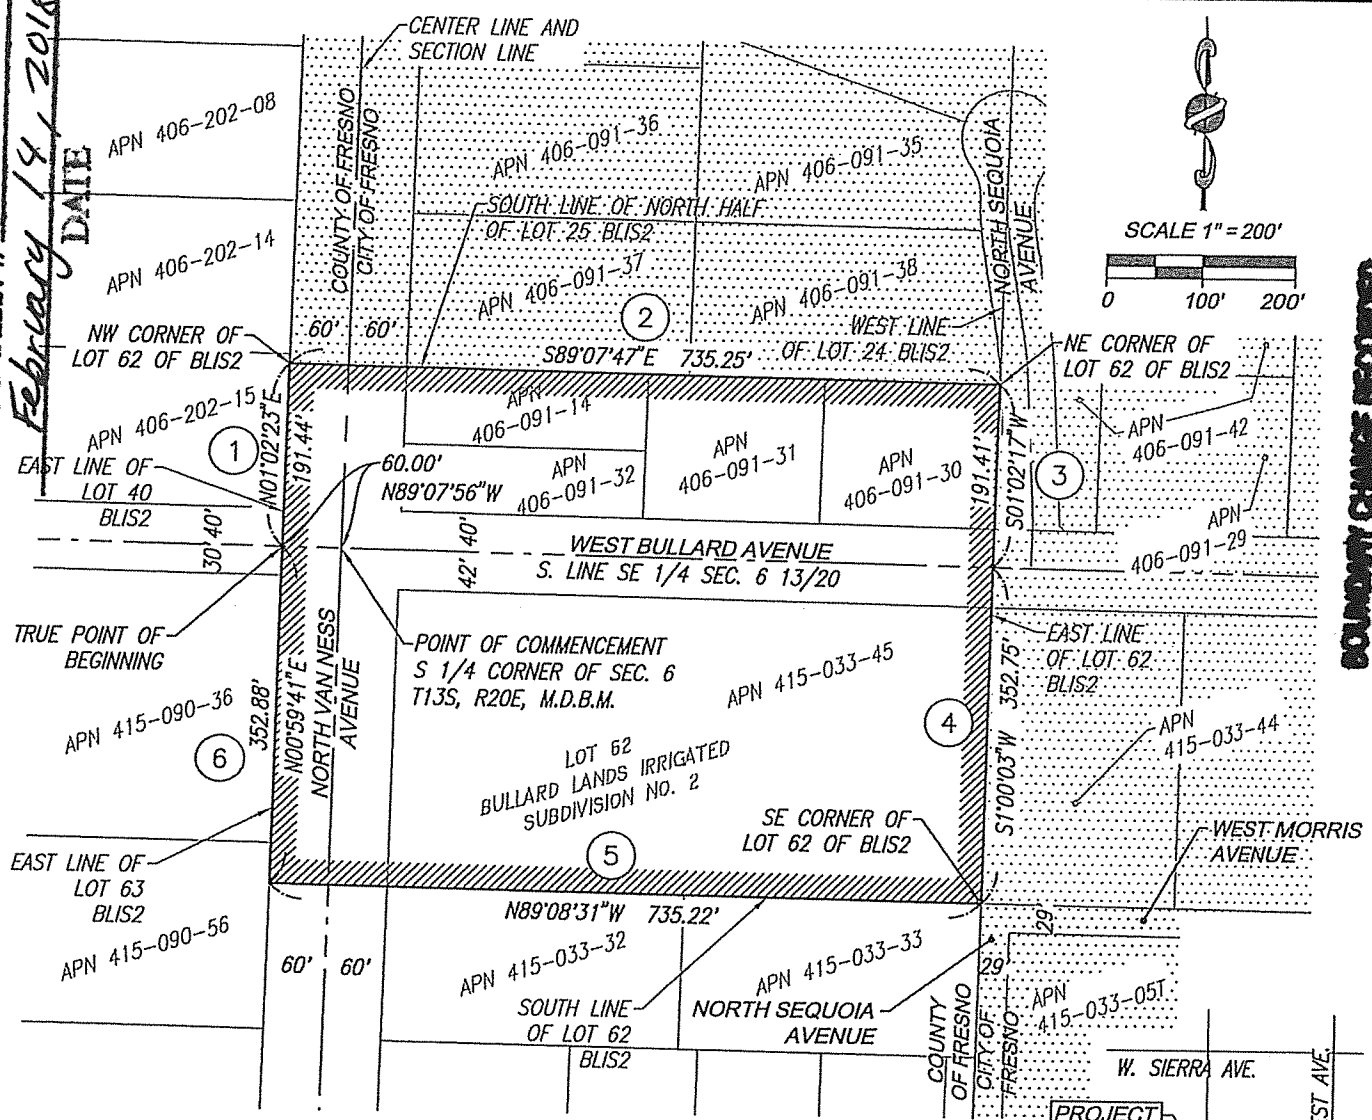 February 14, 2018
DATE
CENTER LINE AND
SECTION LINE
APN 406-202-08
COUNTY OF FRESNO
CITY OF FRESNO
APN 406-091-36
APN 406-091-35
NORTH SEQUOIA
AVENUE
SCALE 1" = 200'
0 100' 200'
APN 406-202-14
SOUTH LINE OF NORTH HALF
OF LOT 25 BLIS2
APN 406-091-37
APN 406-091-38
60' 60'
2
WEST LINE
OF LOT 24 BLIS2
NW CORNER OF
LOT 62 OF BLIS2
S89°07'47"E 735.25'
NE CORNER OF
LOT 62 OF BLIS2
BOUNDARY CHANGE RECORDER
APN 406-202-15
1
N01°02'23"E
191.44'
APN
406-091-14
APN
406-091-32
APN
406-091-31
APN
406-091-30
191.41'
S01°02'17"W
3
APN
406-091-42
APN
406-091-29
EAST LINE OF
LOT 40
BLIS2
60.00'
N89°07'56"W
30' 40'
42' 40'
WEST BULLARD AVENUE
S. LINE SE 1/4 SEC. 6 13/20
TRUE POINT OF
BEGINNING
POINT OF COMMENCEMENT
S 1/4 CORNER OF SEC. 6
T13S, R20E, M.D.B.M.
APN 415-033-45
EAST LINE
OF LOT 62
BLIS2
APN 415-090-36
6
352.88'
N00°59'41"E
NORTH VAN NESS
AVENUE
LOT 62
BULLARD LANDS IRRIGATED
SUBDIVISION NO. 2
4
S1°00'03"W 352.75'
APN
415-033-44
SE CORNER OF
LOT 62 OF BLIS2
WEST MORRIS
AVENUE
5
EAST LINE OF
LOT 63
BLIS2
N89°08'31"W 735.22'
APN 415-090-56
60' 60'
APN 415-033-32
APN 415-033-33
29'
29'
SOUTH LINE
OF LOT 62
BLIS2
NORTH SEQUOIA
AVENUE
COUNTY
OF FRESNO
CITY OF
FRESNO
APN
415-033-05T
W. SIERRA AVE.
PROJECT